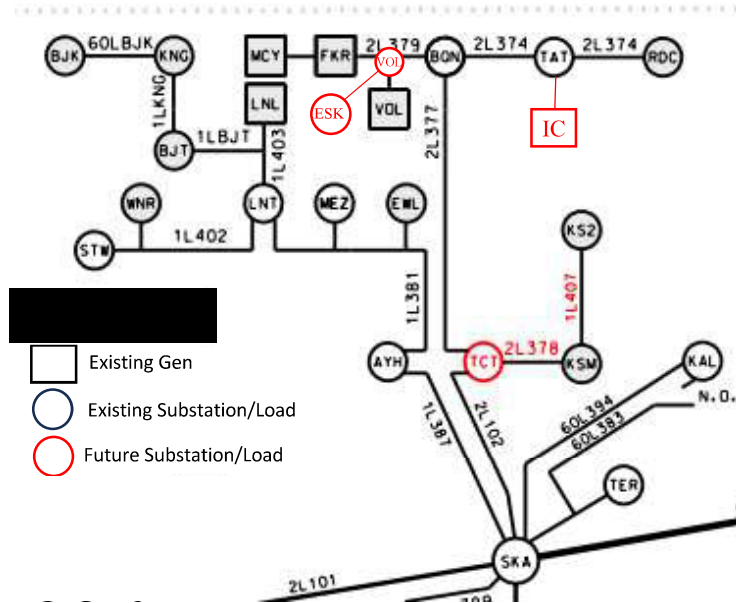 BJK
60LBJK
KNG
MCY
FKR
2L379
VOL
BQN
2L374
TAT
2L374
RDC
1LKNG
LNL
ESK
VOL
IC
2L377
BJT
1LBJT
1L403
WNR
LNT
MEZ
EWL
KS2
STW
1L402
1L381
1L407
AYH
TCT
2L378
KSM
KAL
Existing Gen
Existing Substation/Load
Future Substation/Load
1L387
2L102
60L394
60L383
N.O.
TER
SKA
2L101